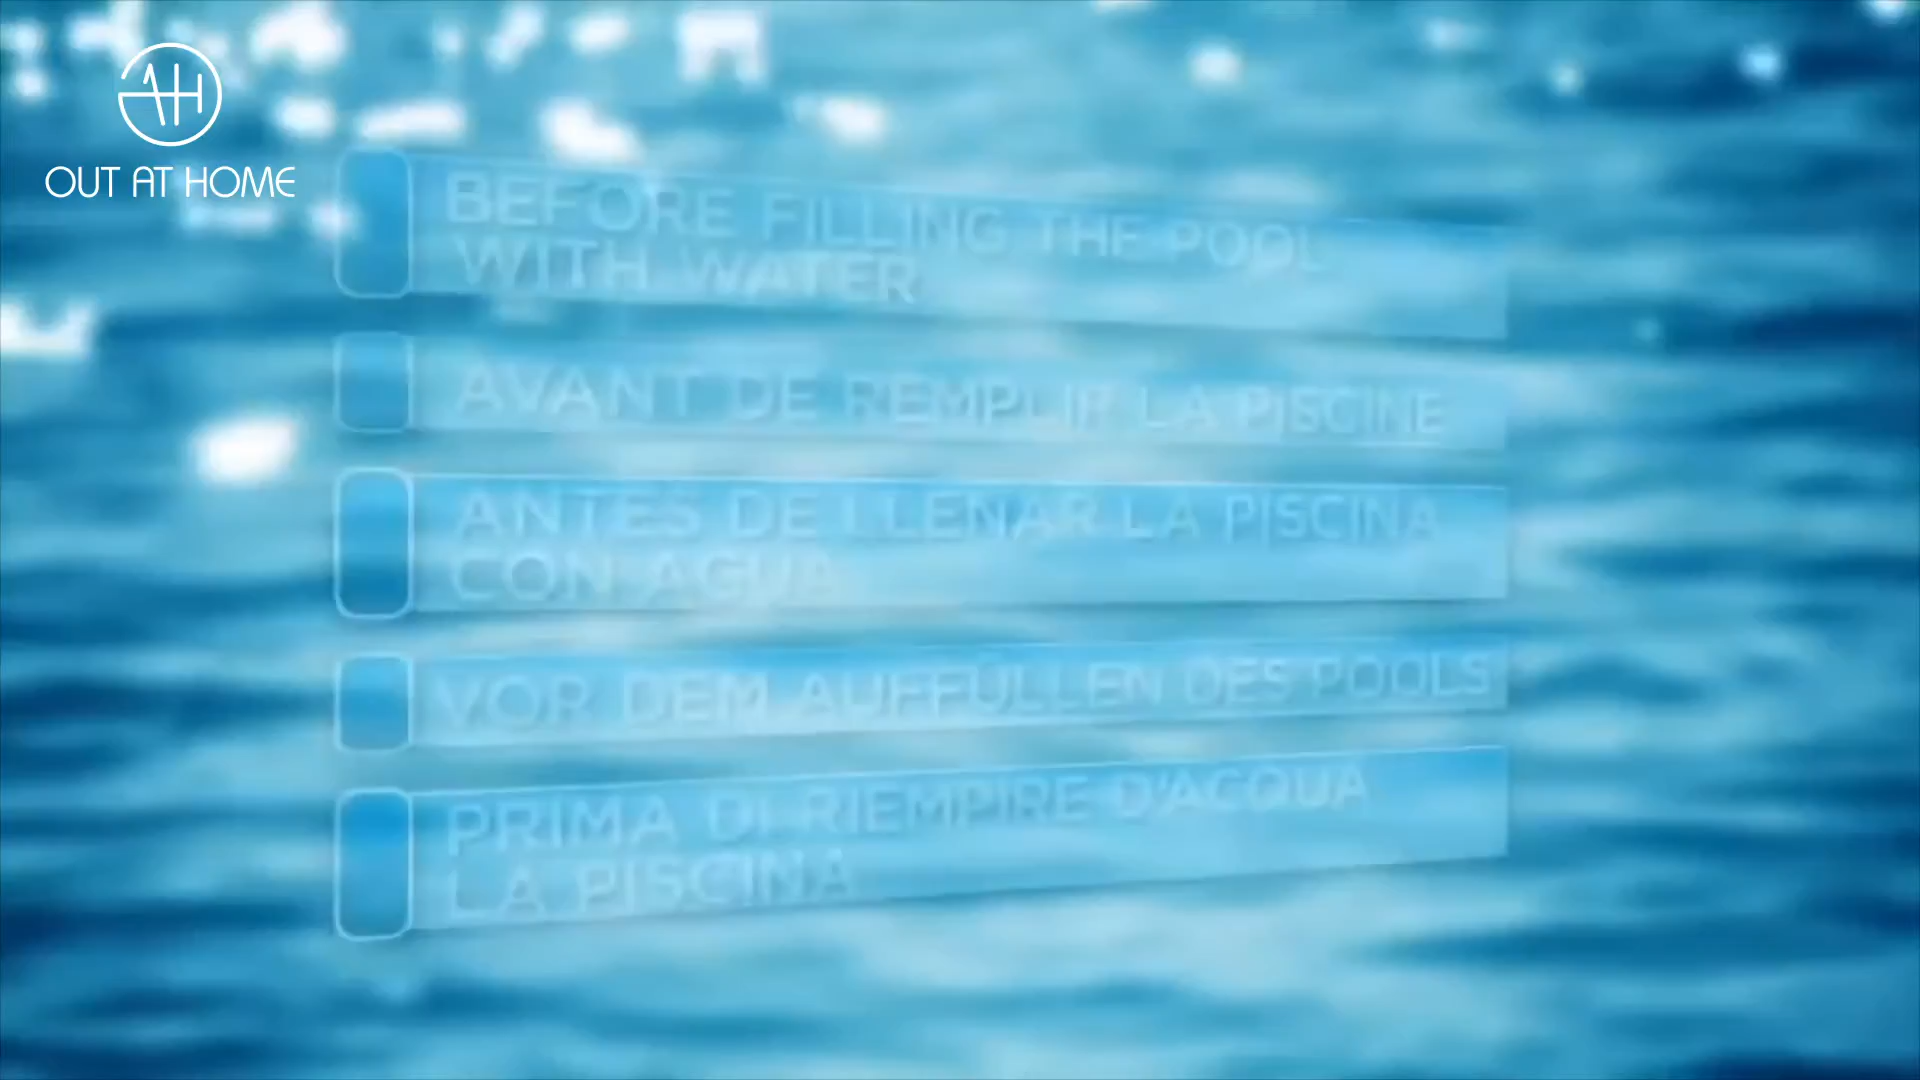 OUT AT HOME
BEFORE FILLING THE POOL
WITH WATER
AVANT DE REMPLIR LA PISCINE
ANTES DE LLENAR LA PISCINA
CON AGUA
VOR DEM AUFFÜLLEN DES POOLS
PRIMA DI RIEMPIRE D'ACQUA
LA PISCINA